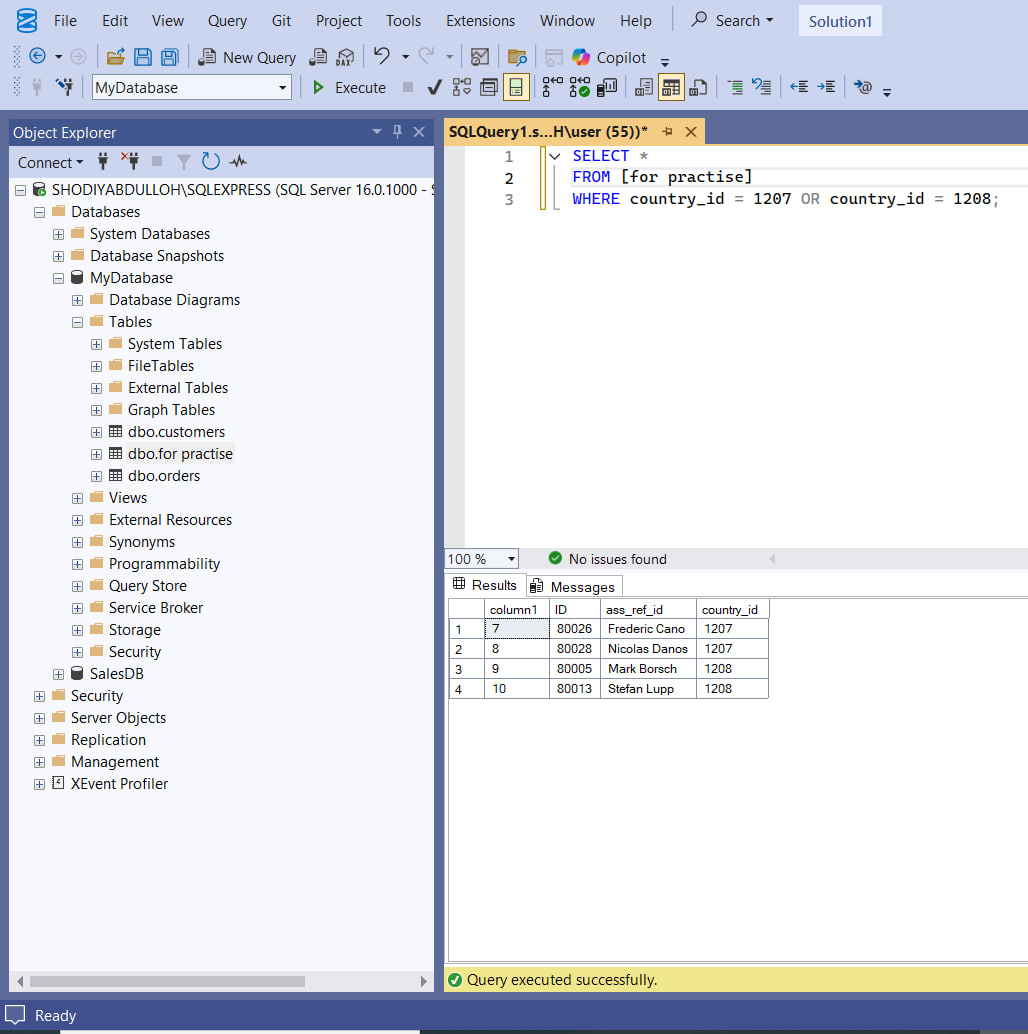 File Edit View Query Git Project Tools Extensions Window Help Search Solution1
New Query DAX Copilot
MyDatabase Execute
Object Explorer
Connect
SHODIYABDULLOH\SQLEXPRESS (SQL Server 16.0.1000 - S
Databases
System Databases
Database Snapshots
MyDatabase
Database Diagrams
Tables
System Tables
FileTables
External Tables
Graph Tables
dbo.customers
dbo.for practise
dbo.orders
Views
External Resources
Synonyms
Programmability
Query Store
Service Broker
Storage
Security
SalesDB
Security
Server Objects
Replication
Management
XEvent Profiler
SQLQuery1.s...H\user (55))*
1 SELECT *
2 FROM [for practise]
3 WHERE country_id = 1207 OR country_id = 1208;
100 % No issues found
Results Messages
column1 ID ass_ref_id country_id
1 7 80026 Frederic Cano 1207
2 8 80028 Nicolas Danos 1207
3 9 80005 Mark Borsch 1208
4 10 80013 Stefan Lupp 1208
Query executed successfully.
Ready